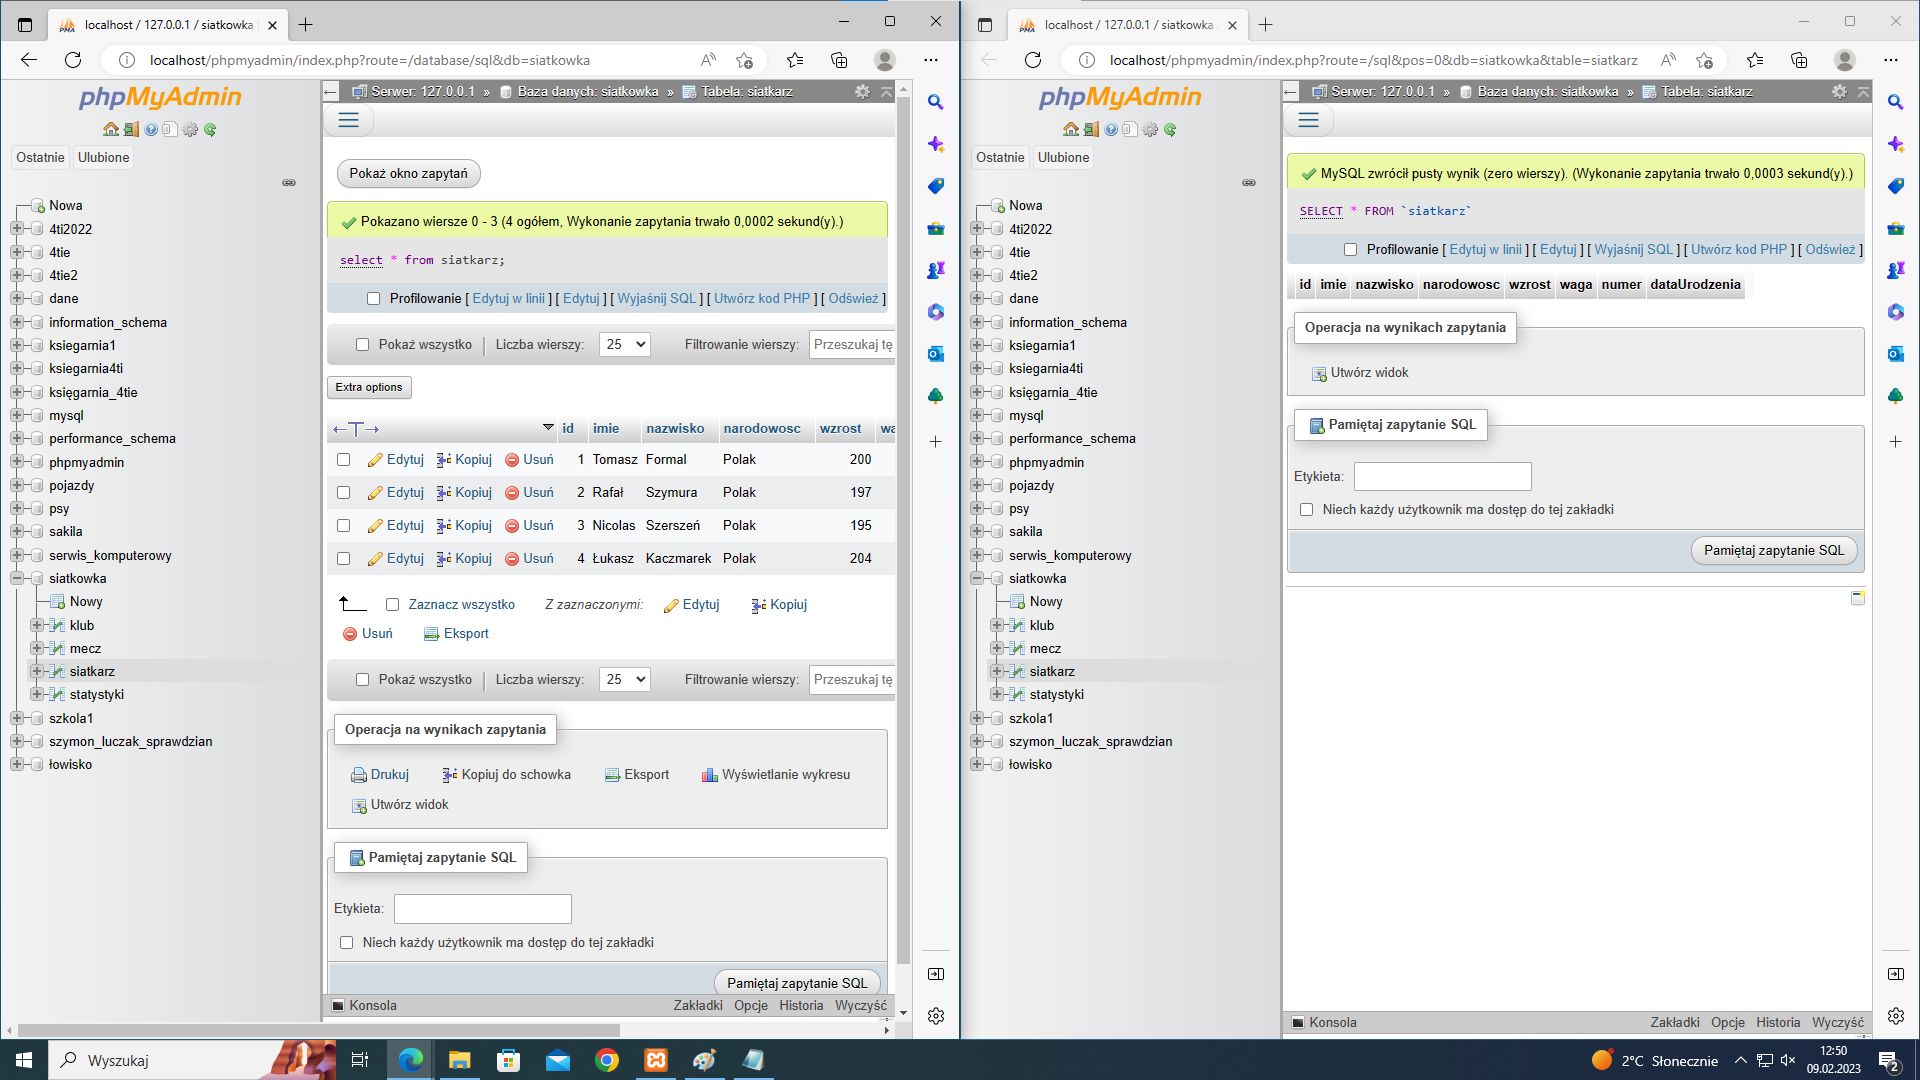 localhost / 127.0.0.1 / siatkowka
localhost/phpmyadmin/index.php?route=/database/sql&db=siatkowka
phpMyAdmin
Ostatnie
Ulubione
Nowa
4ti2022
4tie
4tie2
dane
information_schema
ksiegarnia1
ksiegarnia4ti
księgarnia_4tie
mysql
performance_schema
phpmyadmin
pojazdy
psy
sakila
serwis_komputerowy
siatkowka
Nowy
klub
mecz
siatkarz
statystyki
szkola1
szymon_luczak_sprawdzian
łowisko
Serwer: 127.0.0.1 » Baza danych: siatkowka » Tabela: siatkarz
Pokaż okno zapytań
Pokazano wiersze 0 - 3 (4 ogółem, Wykonanie zapytania trwało 0,0002 sekund(y).)
select * from siatkarz;
Profilowanie [ Edytuj w linii ] [ Edytuj ] [ Wyjaśnij SQL ] [ Utwórz kod PHP ] [ Odśwież ]
Pokaż wszystko | Liczba wierszy: 25 Filtrowanie wierszy: Przeszukaj tę
Extra options
←T→ id imie nazwisko narodowosc wzrost wa
Edytuj Kopiuj Usuń 1 Tomasz Formal Polak 200
Edytuj Kopiuj Usuń 2 Rafał Szymura Polak 197
Edytuj Kopiuj Usuń 3 Nicolas Szerszeń Polak 195
Edytuj Kopiuj Usuń 4 Łukasz Kaczmarek Polak 204
Zaznacz wszystko Z zaznaczonymi: Edytuj Kopiuj
Usuń Eksport
Pokaż wszystko | Liczba wierszy: 25 Filtrowanie wierszy: Przeszukaj tę
Operacja na wynikach zapytania
Drukuj Kopiuj do schowka Eksport Wyświetlanie wykresu
Utwórz widok
Pamiętaj zapytanie SQL
Etykieta:
Niech każdy użytkownik ma dostęp do tej zakładki
Pamiętaj zapytanie SQL
Konsola Zakładki Opcje Historia Wyczyść
localhost / 127.0.0.1 / siatkowka
localhost/phpmyadmin/index.php?route=/sql&pos=0&db=siatkowka&table=siatkarz
phpMyAdmin
Ostatnie
Ulubione
Nowa
4ti2022
4tie
4tie2
dane
information_schema
ksiegarnia1
ksiegarnia4ti
księgarnia_4tie
mysql
performance_schema
phpmyadmin
pojazdy
psy
sakila
serwis_komputerowy
siatkowka
Nowy
klub
mecz
siatkarz
statystyki
szkola1
szymon_luczak_sprawdzian
łowisko
Serwer: 127.0.0.1 » Baza danych: siatkowka » Tabela: siatkarz
MySQL zwrócił pusty wynik (zero wierszy). (Wykonanie zapytania trwało 0,0003 sekund(y).)
SELECT * FROM `siatkarz`
Profilowanie [ Edytuj w linii ] [ Edytuj ] [ Wyjaśnij SQL ] [ Utwórz kod PHP ] [ Odśwież ]
id imie nazwisko narodowosc wzrost waga numer dataUrodzenia
Operacja na wynikach zapytania
Utwórz widok
Pamiętaj zapytanie SQL
Etykieta:
Niech każdy użytkownik ma dostęp do tej zakładki
Pamiętaj zapytanie SQL
Konsola Zakładki Opcje Historia Wyczyść
Wyszukaj
2°C Słonecznie
12:50
09.02.2023
2